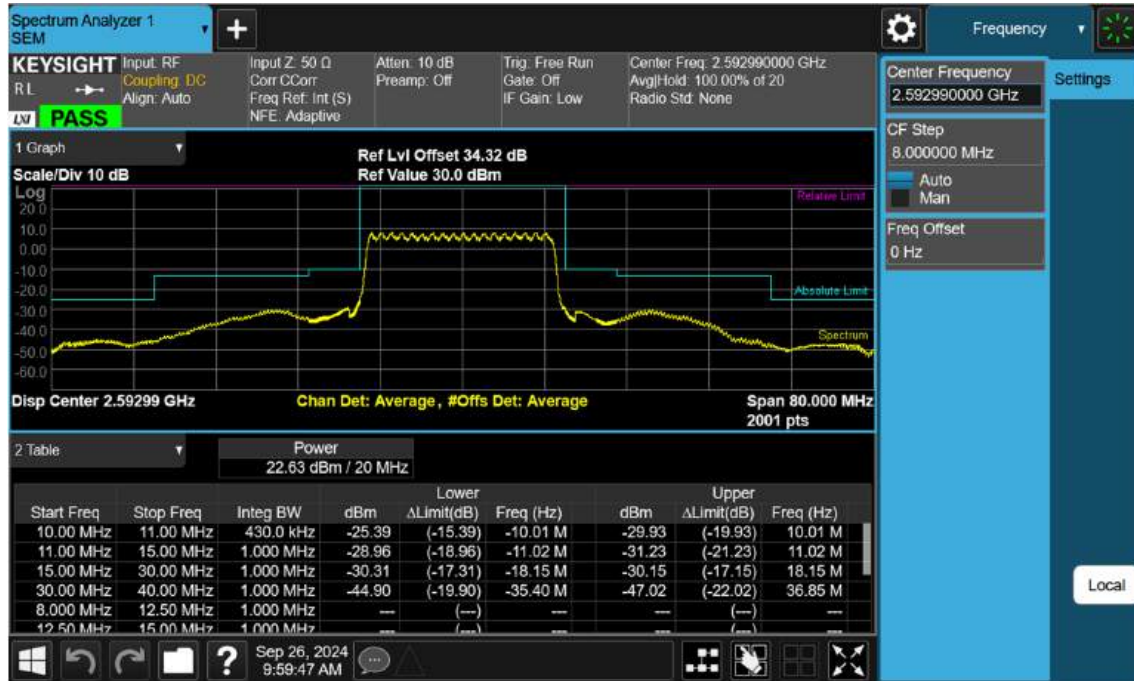 Spectrum Analyzer 1
SEM
+
Frequency
KEYSIGHT
R L
LXI
PASS
Input: RF
Coupling: DC
Align: Auto
Input Z: 50 Ω
Corr CCorr
Freq Ref: Int (S)
NFE: Adaptive
Atten: 10 dB
Preamp: Off
Trig: Free Run
Gate: Off
IF Gain: Low
Center Freq: 2.592990000 GHz
Avg|Hold: 100.00% of 20
Radio Std: None
Center Frequency
2.592990000 GHz
Settings
CF Step
8.000000 MHz
Auto
Man
Freq Offset
0 Hz
Local
1 Graph
Scale/Div 10 dB
Ref Lvl Offset 34.32 dB
Ref Value 30.0 dBm
Log
20.0
10.0
0.00
-10.0
-20.0
-30.0
-40.0
-50.0
-60.0
Relative Limit
Absolute Limit
Spectrum
Disp Center 2.59299 GHz
Chan Det: Average, #Offs Det: Average
Span 80.000 MHz
2001 pts
2 Table
Power
22.63 dBm / 20 MHz
Lower Upper
Start Freq Stop Freq Integ BW dBm ΔLimit(dB) Freq (Hz) dBm ΔLimit(dB) Freq (Hz)
10.00 MHz 11.00 MHz 430.0 kHz -25.39 (-15.39) -10.01 M -29.93 (-19.93) 10.01 M
11.00 MHz 15.00 MHz 1.000 MHz -28.96 (-18.96) -11.02 M -31.23 (-21.23) 11.02 M
15.00 MHz 30.00 MHz 1.000 MHz -30.31 (-17.31) -18.15 M -30.15 (-17.15) 18.15 M
30.00 MHz 40.00 MHz 1.000 MHz -44.90 (-19.90) -35.40 M -47.02 (-22.02) 36.85 M
8.000 MHz 12.50 MHz 1.000 MHz --- (---) --- --- (---) ---
12.50 MHz 15.00 MHz 1.000 MHz --- (---) --- --- (---) ---
?
Sep 26, 2024
9:59:47 AM